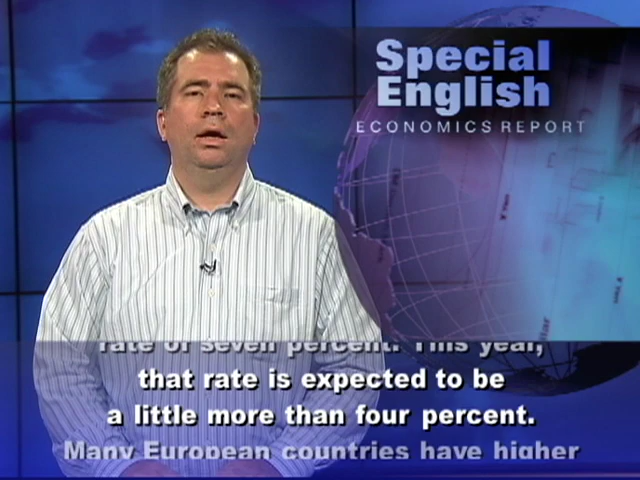 Special
English
ECONOMICS REPORT
rate of seven percent. This year,
that rate is expected to be
a little more than four percent.
Many European countries have higher